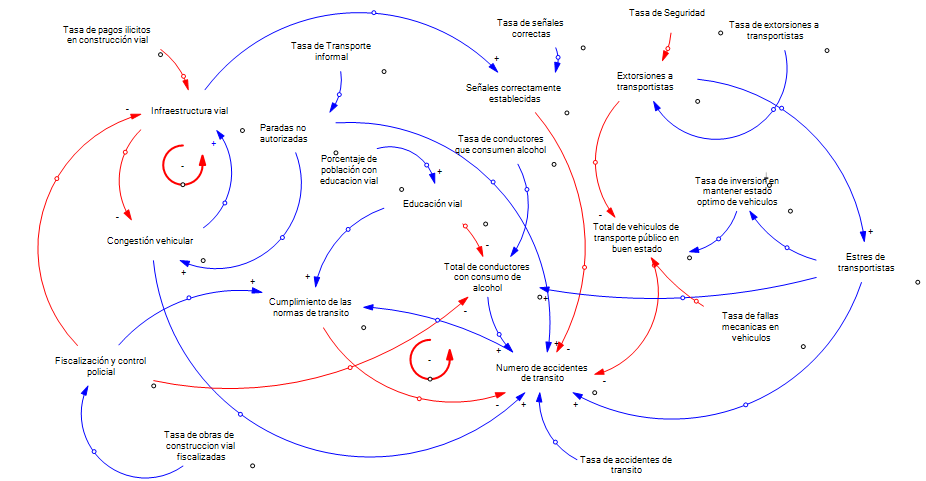 Tasa de pagos ilicitos
en construcción vial
Tasa de Transporte
informal
Tasa de señales
correctas
Tasa de Seguridad
Tasa de extorsiones a
transportistas
Infraestructura vial
Paradas no
autorizadas
Señales correctamente
establecidas
Extorsiones a
transportistas
Porcentaje de
población con
educacion vial
Tasa de conductores
que consumen alcohol
Educación vial
Tasa de inversion en
mantener estado
optimo de vehiculos
Congestión vehicular
Total de vehiculos de
transporte público en
buen estado
Estres de
transportistas
Total de conductores
con consumo de
alcohol
Cumplimiento de las
normas de transito
Tasa de fallas
mecanicas en
vehiculos
Fiscalización y control
policial
Numero de accidentes
de transito
Tasa de obras de
construccion vial
fiscalizadas
Tasa de accidentes de
transito